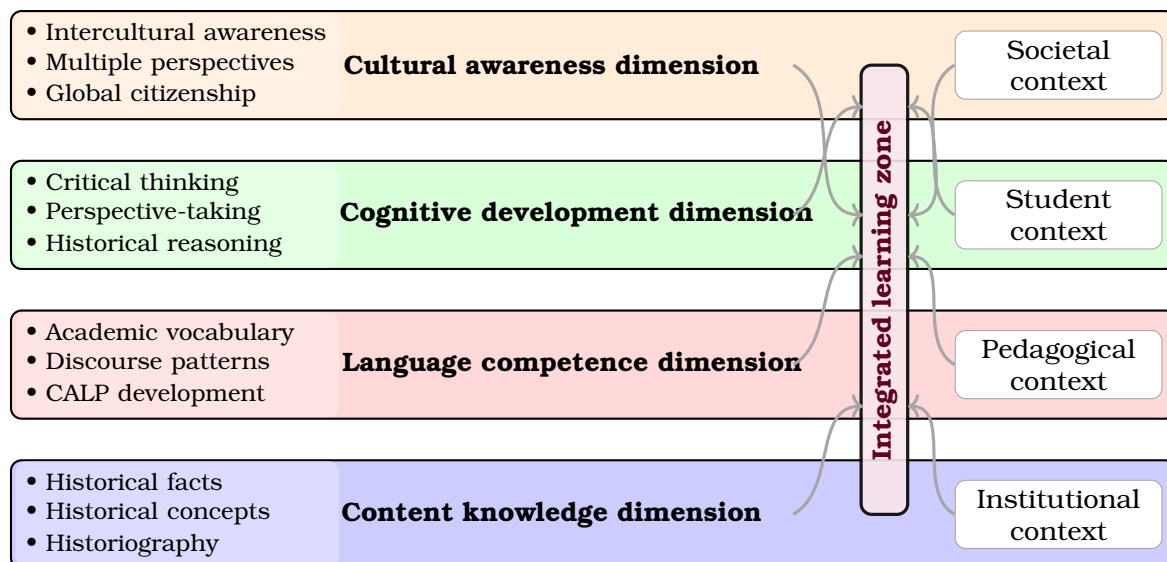 • Intercultural awareness
• Multiple perspectives
• Global citizenship
Cultural awareness dimension
Societal
context
• Critical thinking
• Perspective-taking
• Historical reasoning
Cognitive development dimension
Student
context
Integrated learning zone
• Academic vocabulary
• Discourse patterns
• CALP development
Language competence dimension
Pedagogical
context
• Historical facts
• Historical concepts
• Historiography
Content knowledge dimension
Institutional
context